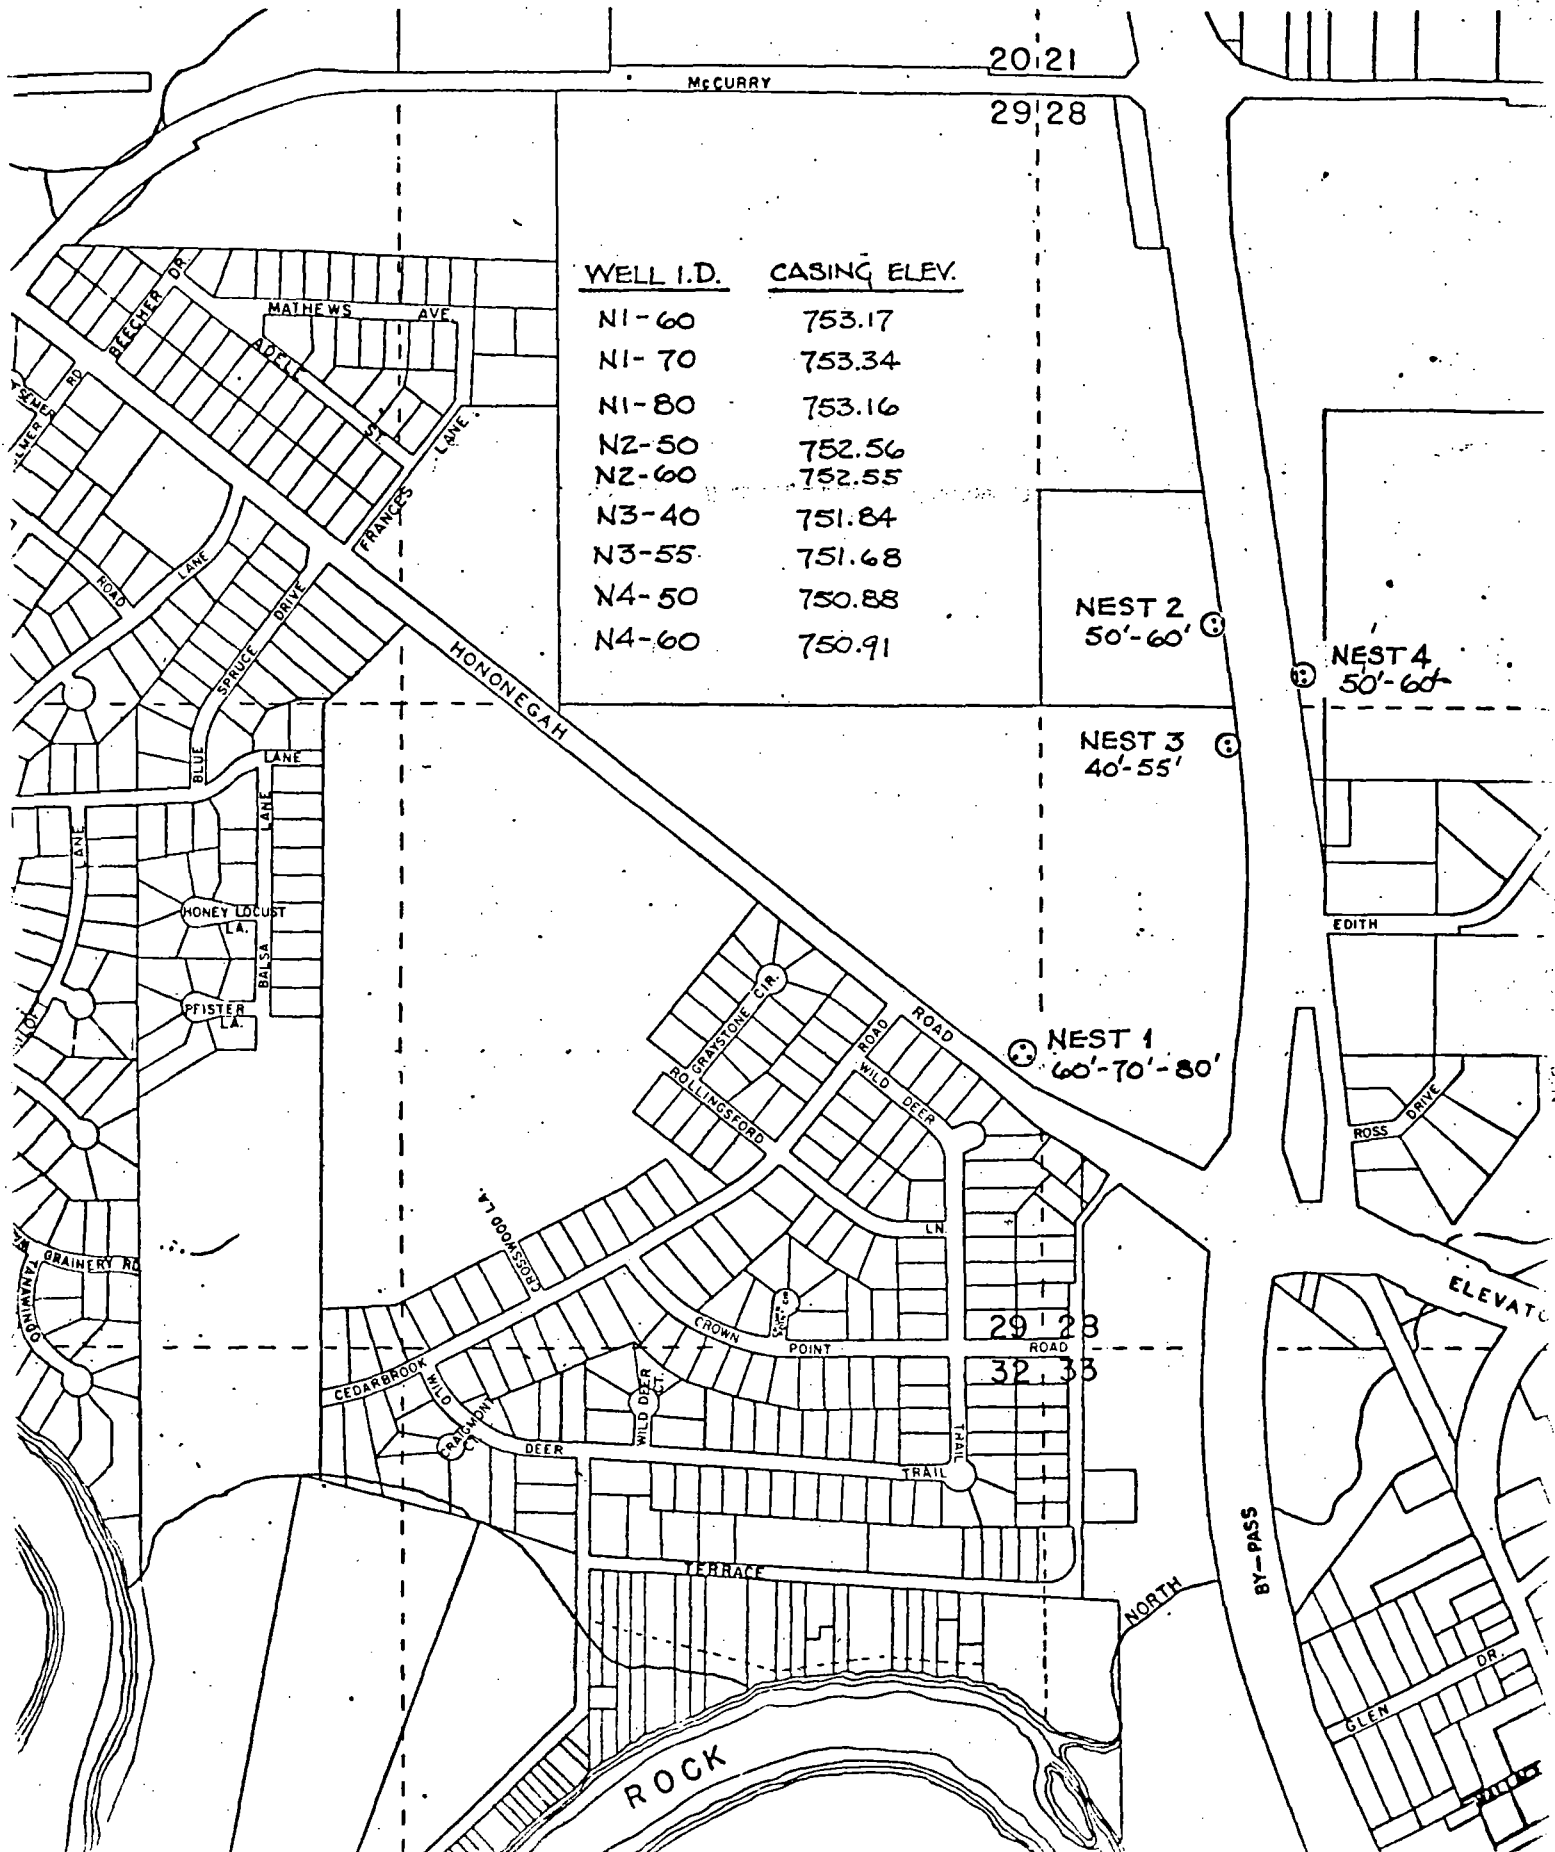 20 21
McCURRY
29 28
WELL I.D. CASING ELEV.
N1-60 753.17
N1-70 753.34
N1-80 753.16
N2-50 752.56
N2-60 752.55
N3-40 751.84
N3-55 751.68
N4-50 750.88
N4-60 750.91
BEECHER DR.
MATHEWS AVE.
ADELL ST.
RD
FRANCES LANE
LANE
ROAD
BLUE SPRUCE DRIVE
HONONEGAH ROAD
NEST 2
50'-60'
NEST 4
50'-60'
NEST 3
40'-55'
LANE
BALSA LANE
LANE
HONEY LOCUST
LA.
PFISTER
LA.
EDITH
GRAYSTONE CIR.
ROLLINGSFORD
ROAD
WILD DEER
NEST 1
60'-70'-80'
ROSS DRIVE
CROSSWOOD LA.
LN.
GRAINERY RD
TANAWINGO
ELEVATO
CROWN POINT ROAD
29 28
32 33
CEDARBROOK
WILD DEER TRAIL
CRAIGMONT
CT.
WILD DEER
CT.
TRAIL
TERRACE
NORTH
BY-PASS
GLEN DR.
ROCK